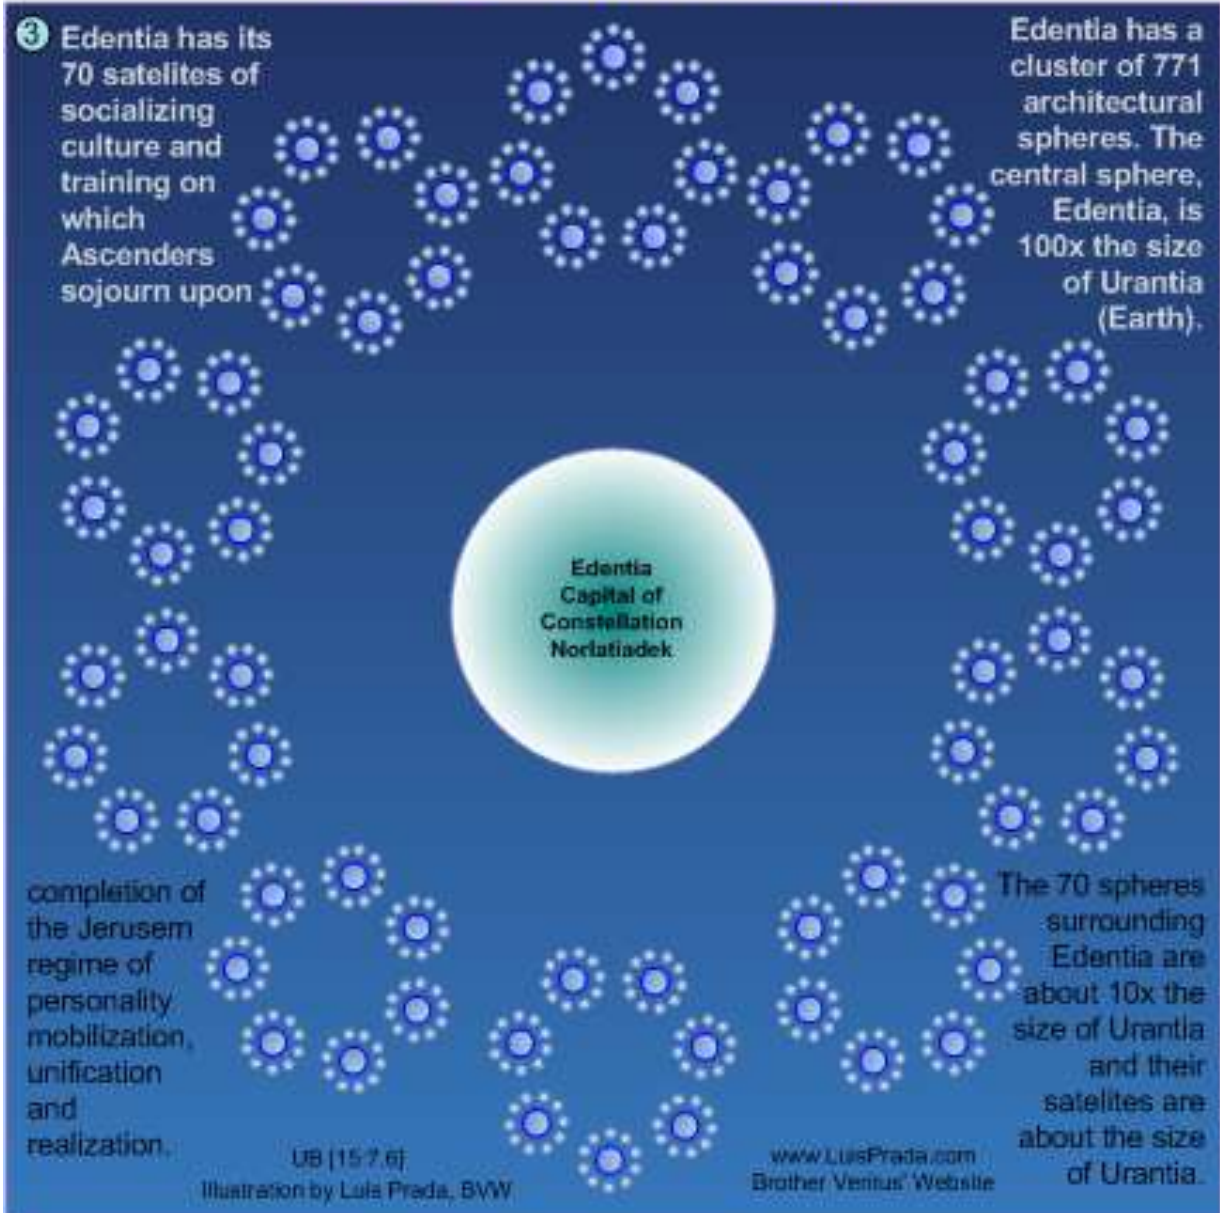 3
Edentia has its
70 satelites of
socializing
culture and
training on
which
Ascenders
sojourn upon
completion of
the Jerusem
regime of
personality
mobilization,
unification
and
realization.
Edentia has a
cluster of 771
architectural
spheres. The
central sphere,
Edentia, is
100x the size
of Urantia
(Earth).
Edentia
Capital of
Constellation
Norlatiadek
The 70 spheres
surrounding
Edentia are
about 10x the
size of Urantia
and their
satelites are
about the size
of Urantia.
UB [15:7.6]
Illustration by Luis Prada, BVW
www.LuisPrada.com
Brother Veritus' Website